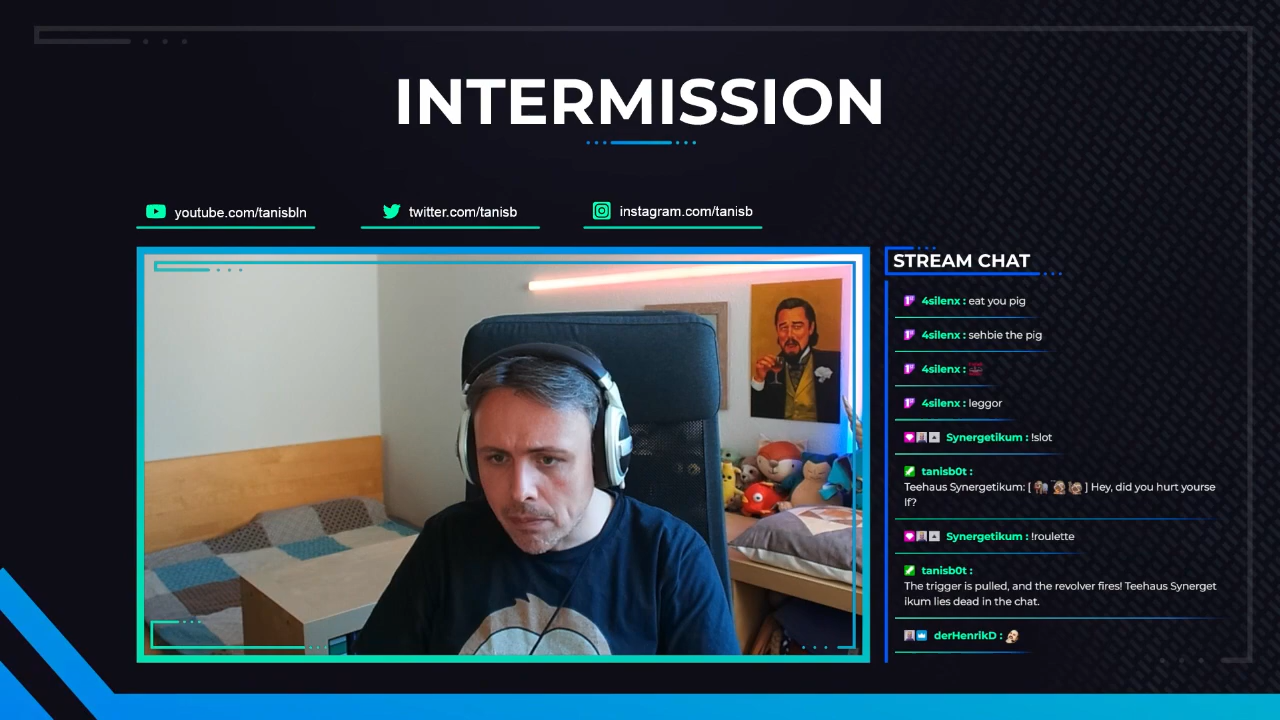 INTERMISSION
youtube.com/tanisbln
twitter.com/tanisb
instagram.com/tanisb
STREAM CHAT
4silenx : eat you pig
4silenx : sehbie the pig
4silenx :
4silenx : leggor
Synergetikum : !slot
tanisb0t :
Teehaus Synergetikum: [ ] Hey, did you hurt yourse
lf?
Synergetikum : !roulette
tanisb0t :
The trigger is pulled, and the revolver fires! Teehaus Synerget
ikum lies dead in the chat.
derHenrikD :